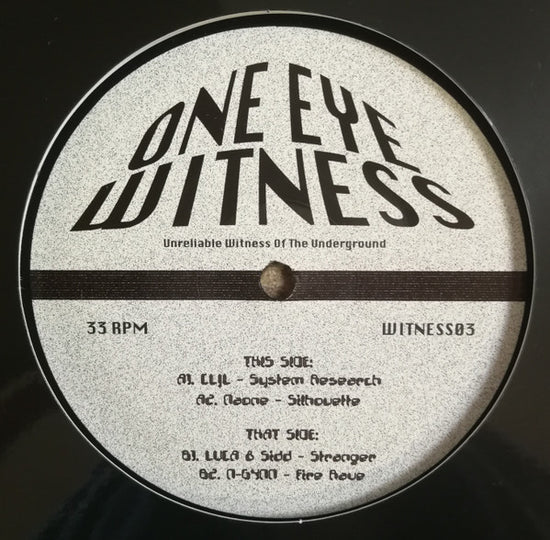 ONE EYE
WITNESS
Unreliable Witness Of The Underground
33 RPM
WITNESS03
THIS SIDE:
A1. CLJL - System Research
A2. Naone - Silhouette
THAT SIDE:
B1. LUCA & Sidd - Stranger
B2. N-GYNN - Fire Rave